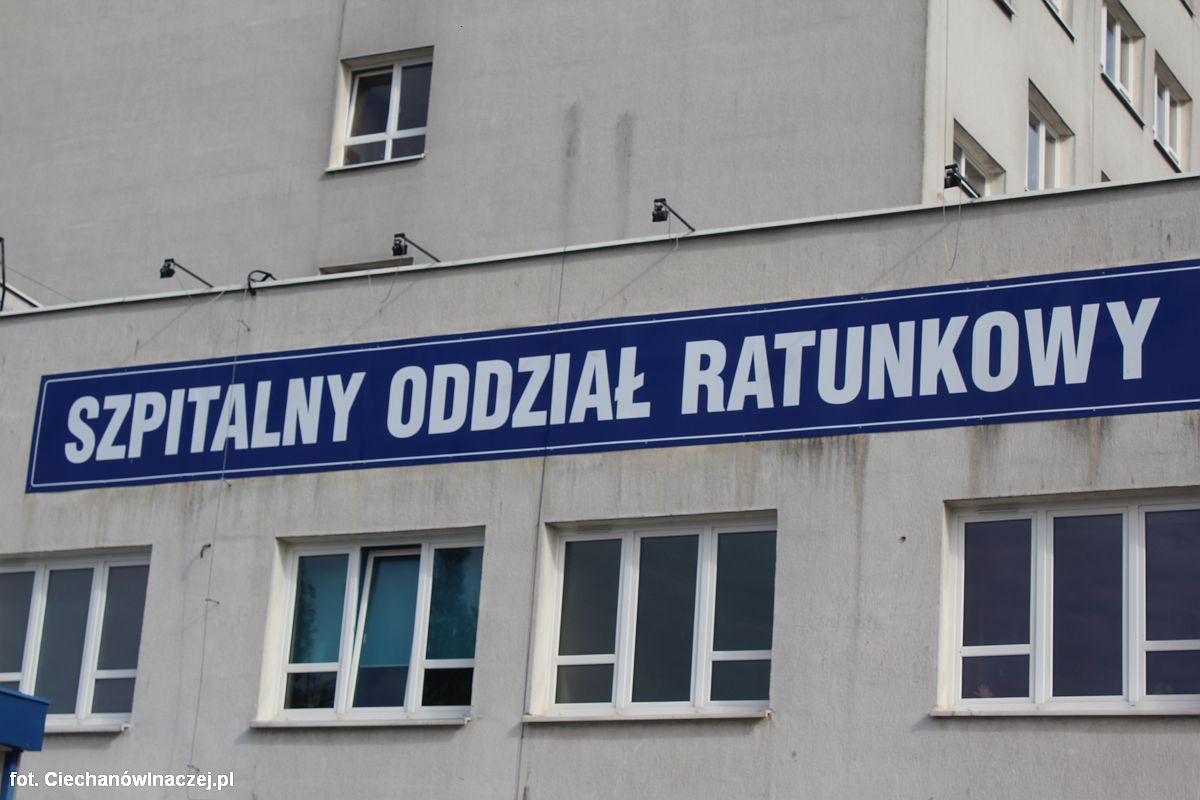 SZPITALNY ODDZIAŁ RATUNKOWY
fot. CiechanówInaczej.pl